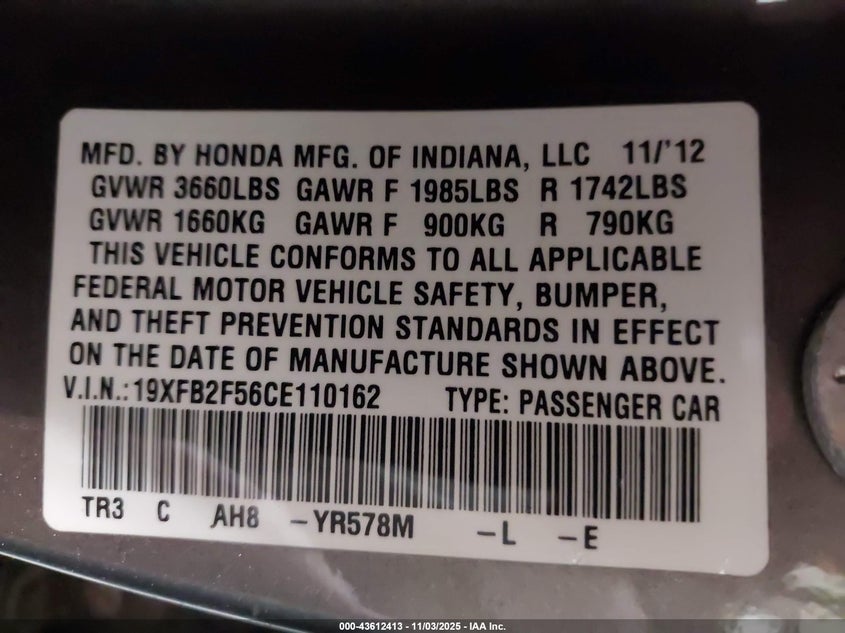 MFD. BY HONDA MFG. OF INDIANA, LLC 11/'12
GVWR 3660LBS GAWR F 1985LBS R 1742LBS
GVWR 1660KG GAWR F 900KG R 790KG
THIS VEHICLE CONFORMS TO ALL APPLICABLE
FEDERAL MOTOR VEHICLE SAFETY, BUMPER,
AND THEFT PREVENTION STANDARDS IN EFFECT
ON THE DATE OF MANUFACTURE SHOWN ABOVE.
V.I.N.: 19XFB2F56CE110162 TYPE: PASSENGER CAR
TR3 C AH8 -YR578M -L -E
000-43612413 - 11/03/2025 - IAA Inc.